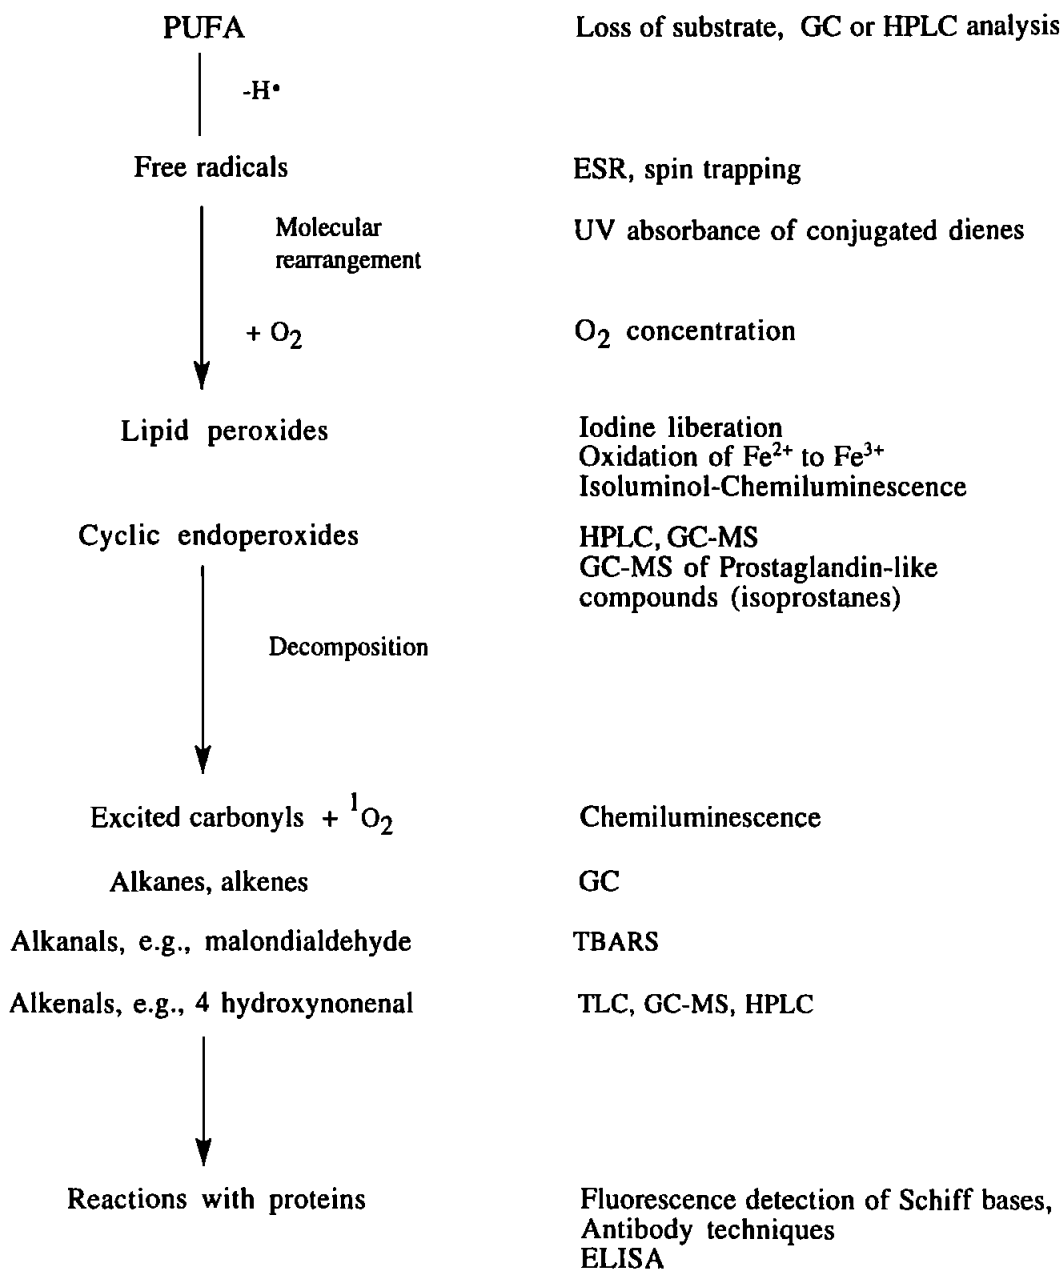 PUFA Loss of substrate, GC or HPLC analysis
-H•
Free radicals ESR, spin trapping
Molecular rearrangement UV absorbance of conjugated dienes
+ O₂ O₂ concentration
Lipid peroxides Iodine liberation
Oxidation of Fe²⁺ to Fe³⁺
Isoluminol-Chemiluminescence
Cyclic endoperoxides HPLC, GC-MS
GC-MS of Prostaglandin-like
compounds (isoprostanes)
Decomposition
Excited carbonyls + ¹O₂ Chemiluminescence
Alkanes, alkenes GC
Alkanals, e.g., malondialdehyde TBARS
Alkenals, e.g., 4 hydroxynonenal TLC, GC-MS, HPLC
Reactions with proteins Fluorescence detection of Schiff bases,
Antibody techniques
ELISA